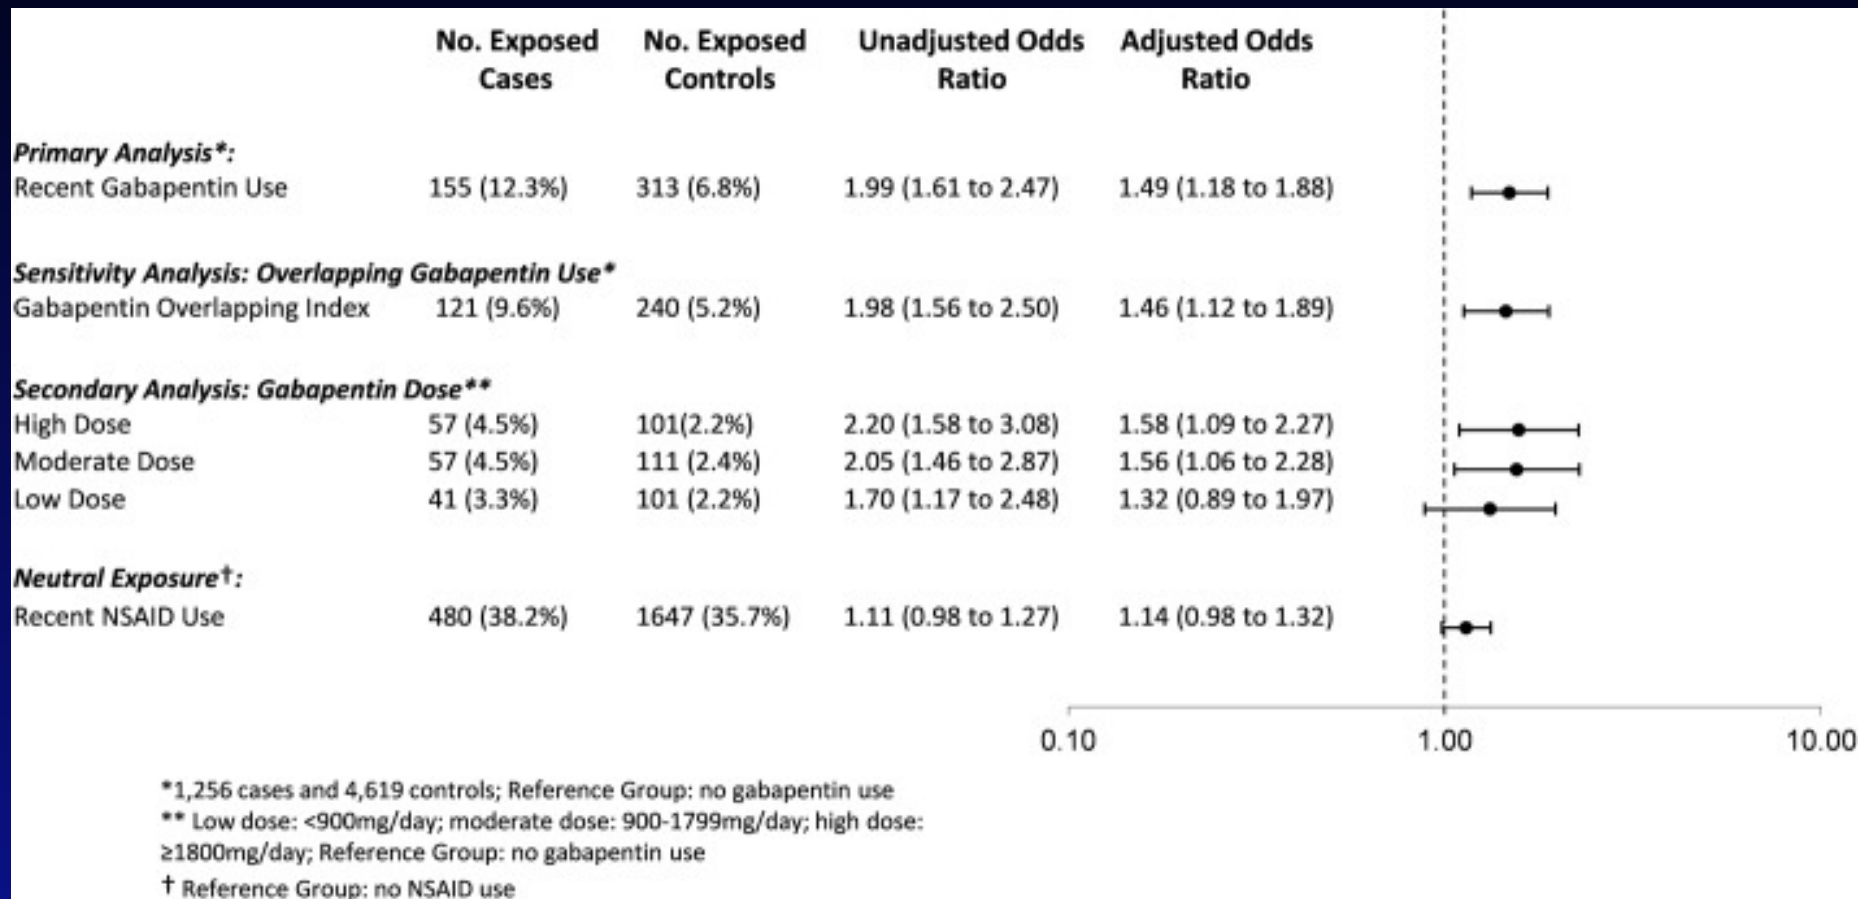 No. Exposed Cases No. Exposed Controls Unadjusted Odds Ratio Adjusted Odds Ratio
Primary Analysis*:
Recent Gabapentin Use 155 (12.3%) 313 (6.8%) 1.99 (1.61 to 2.47) 1.49 (1.18 to 1.88)
Sensitivity Analysis: Overlapping Gabapentin Use*
Gabapentin Overlapping Index 121 (9.6%) 240 (5.2%) 1.98 (1.56 to 2.50) 1.46 (1.12 to 1.89)
Secondary Analysis: Gabapentin Dose**
High Dose 57 (4.5%) 101(2.2%) 2.20 (1.58 to 3.08) 1.58 (1.09 to 2.27)
Moderate Dose 57 (4.5%) 111 (2.4%) 2.05 (1.46 to 2.87) 1.56 (1.06 to 2.28)
Low Dose 41 (3.3%) 101 (2.2%) 1.70 (1.17 to 2.48) 1.32 (0.89 to 1.97)
Neutral Exposure†:
Recent NSAID Use 480 (38.2%) 1647 (35.7%) 1.11 (0.98 to 1.27) 1.14 (0.98 to 1.32)
0.10 1.00 10.00
*1,256 cases and 4,619 controls; Reference Group: no gabapentin use
** Low dose: <900mg/day; moderate dose: 900-1799mg/day; high dose:
≥1800mg/day; Reference Group: no gabapentin use
† Reference Group: no NSAID use